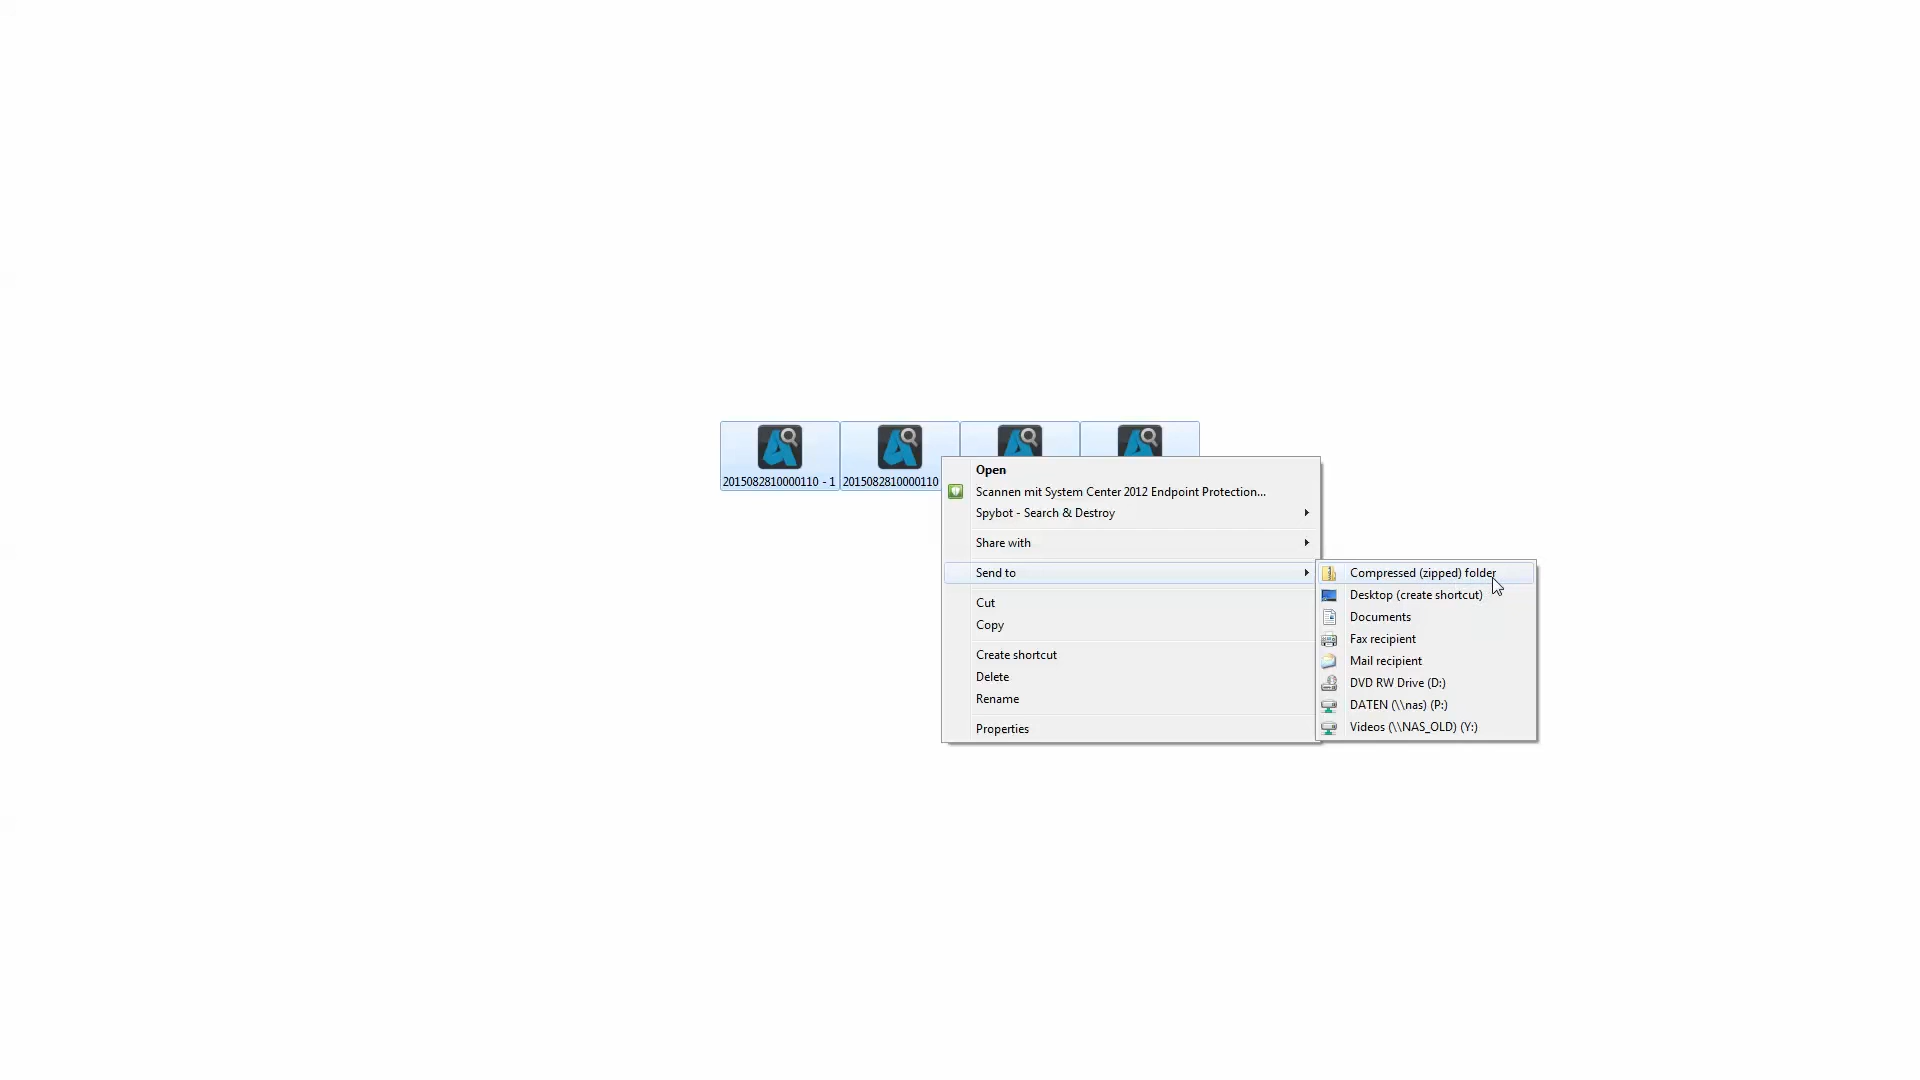 2015082810000110 - 1
2015082810000110
Open
Scannen mit System Center 2012 Endpoint Protection...
Spybot - Search & Destroy
Share with
Send to
Cut
Copy
Create shortcut
Delete
Rename
Properties
Compressed (zipped) folder
Desktop (create shortcut)
Documents
Fax recipient
Mail recipient
DVD RW Drive (D:)
DATEN (\\nas) (P:)
Videos (\\NAS_OLD) (Y:)